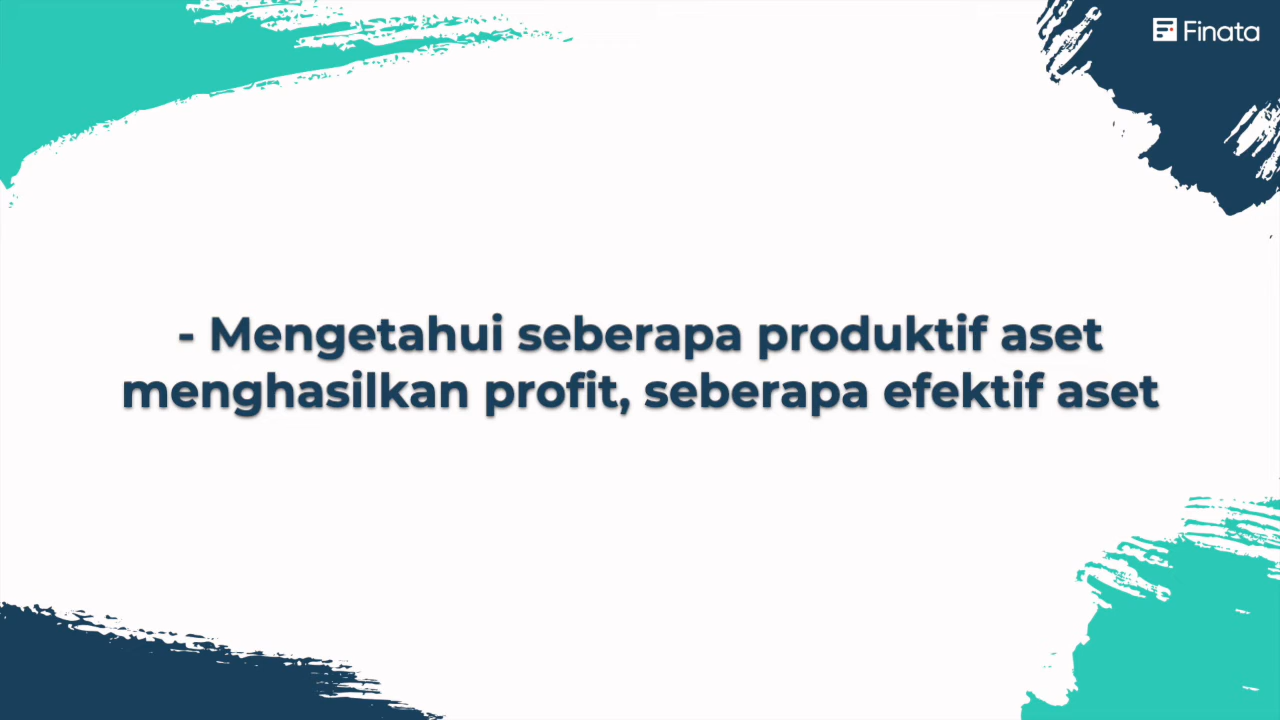 Finata
- Mengetahui seberapa produktif aset
menghasilkan profit, seberapa efektif aset